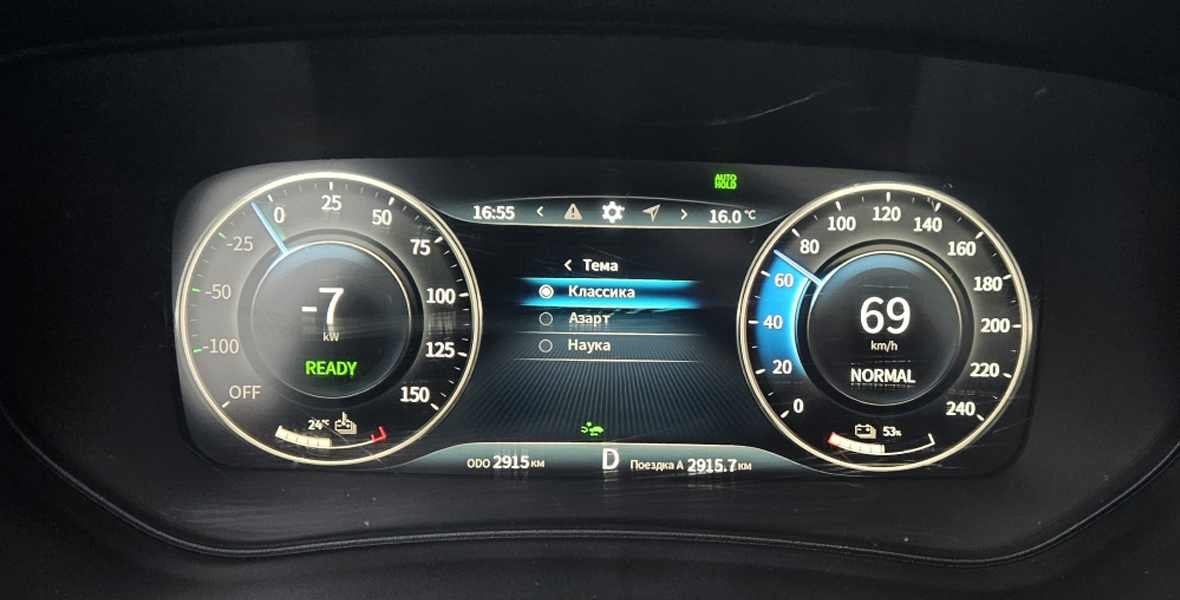 AUTO
HOLD
16:55
16.0 °C
Тема
Классика
Азарт
Наука
OFF
-100
-50
-25
0
25
50
75
100
125
150
-7
kW
READY
24°C
0
20
40
60
80
100
120
140
160
180
200
220
240
69
km/h
NORMAL
53%
ODO 2915 км
D
Поездка А 2915.7 км